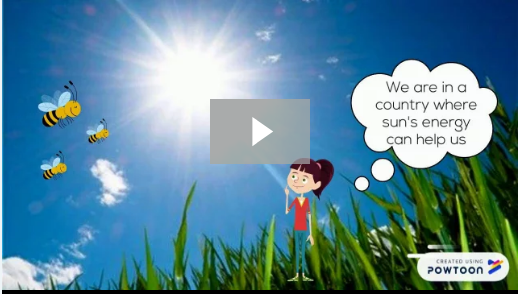 We are in a
country where
sun's energy
can help us
CREATED USING
POWTOON